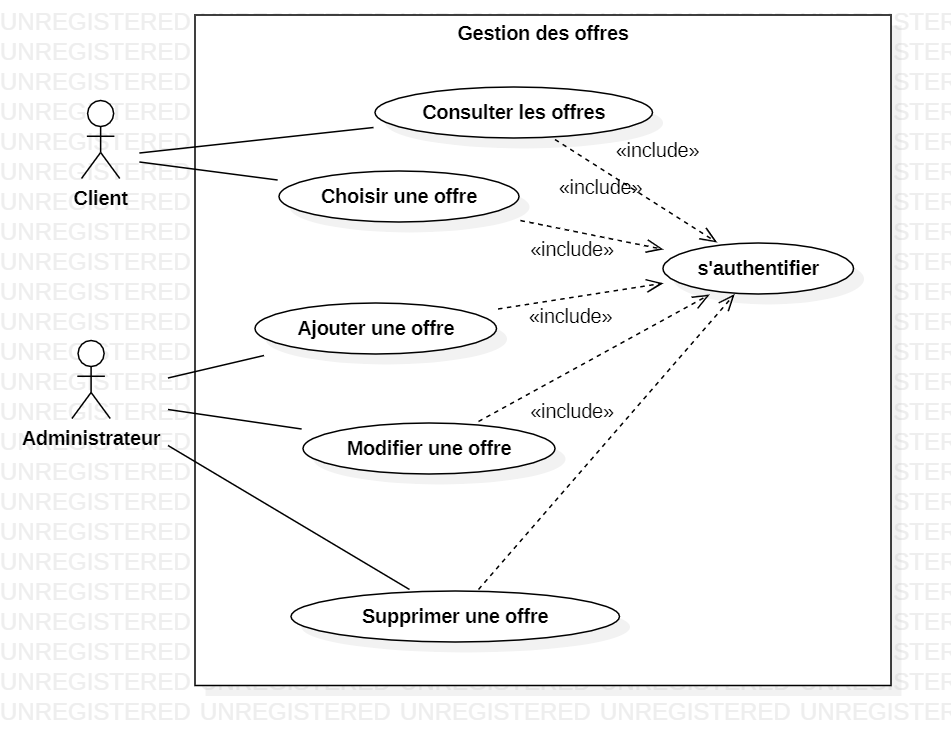 Gestion des offres
Consulter les offres
«include»
«include»
Client
Choisir une offre
«include»
s'authentifier
Ajouter une offre
«include»
«include»
Administrateur
Modifier une offre
Supprimer une offre
UNREGISTERED UNREGISTERED UNREGISTERED UNREGISTERED UNREGISTERED